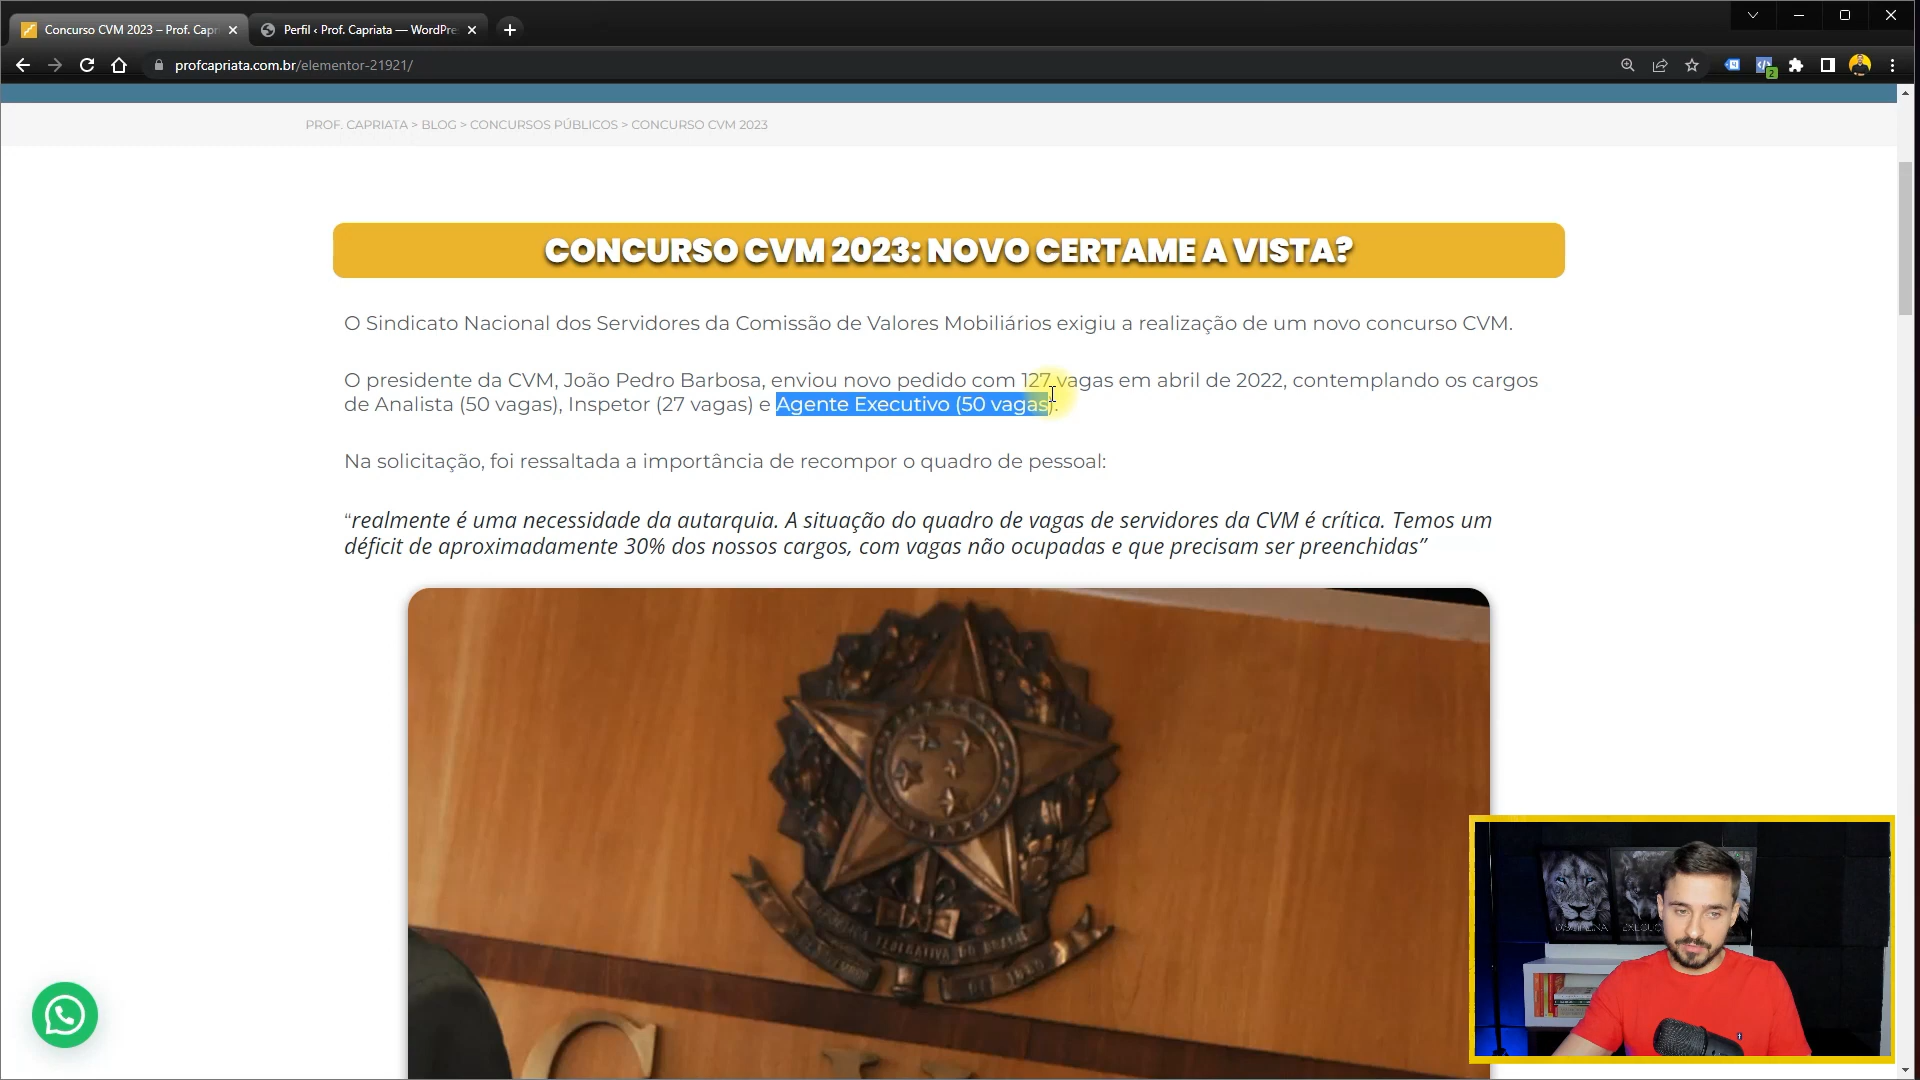 Concurso CVM 2023 – Prof. Capr
Perfil ‹ Prof. Capriata — WordPre
profcapriata.com.br/elementor-21921/
2
PROF. CAPRIATA > BLOG > CONCURSOS PÚBLICOS > CONCURSO CVM 2023
CONCURSO CVM 2023: NOVO CERTAME A VISTA?
O Sindicato Nacional dos Servidores da Comissão de Valores Mobiliários exigiu a realização de um novo concurso CVM.
O presidente da CVM, João Pedro Barbosa, enviou novo pedido com 127 vagas em abril de 2022, contemplando os cargos
de Analista (50 vagas), Inspetor (27 vagas) e Agente Executivo (50 vagas).
Na solicitação, foi ressaltada a importância de recompor o quadro de pessoal:
“realmente é uma necessidade da autarquia. A situação do quadro de vagas de servidores da CVM é crítica. Temos um
déficit de aproximadamente 30% dos nossos cargos, com vagas não ocupadas e que precisam ser preenchidas”